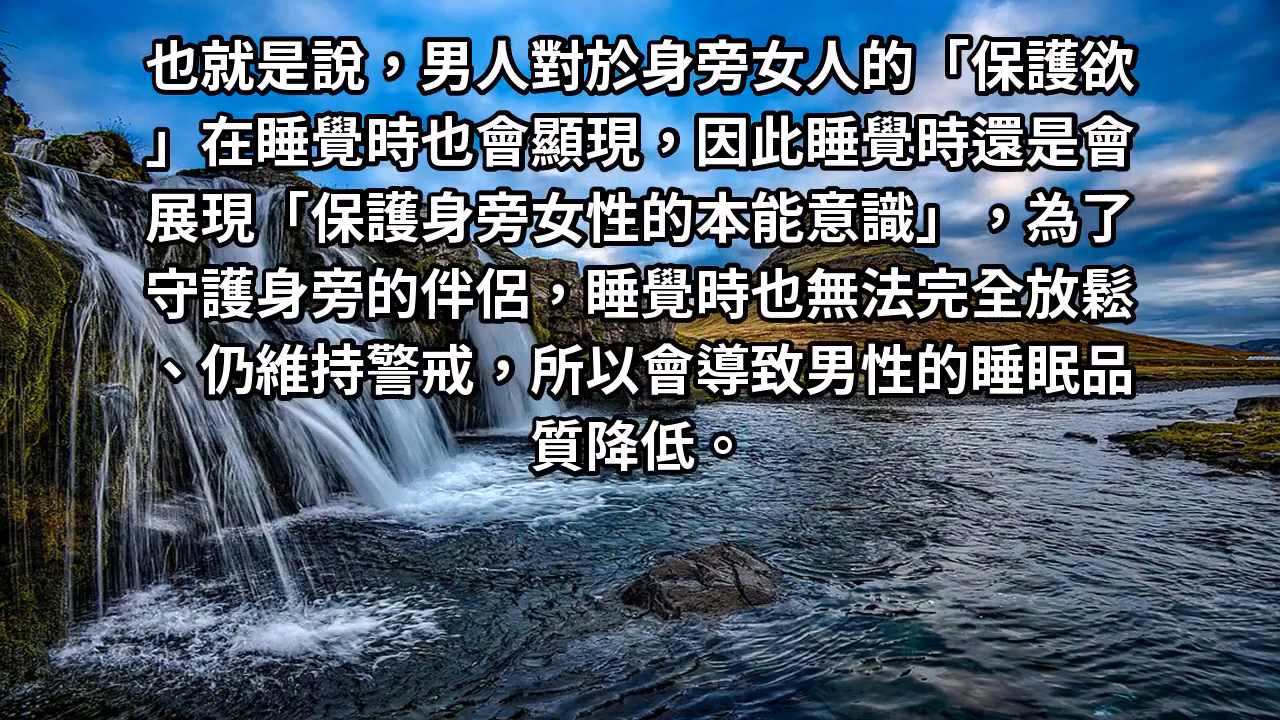 也就是說，男人對於身旁女人的「保護欲
」在睡覺時也會顯現，因此睡覺時還是會
展現「保護身旁女性的本能意識」，為了
守護身旁的伴侶，睡覺時也無法完全放鬆
、仍維持警戒，所以會導致男性的睡眠品
質降低。